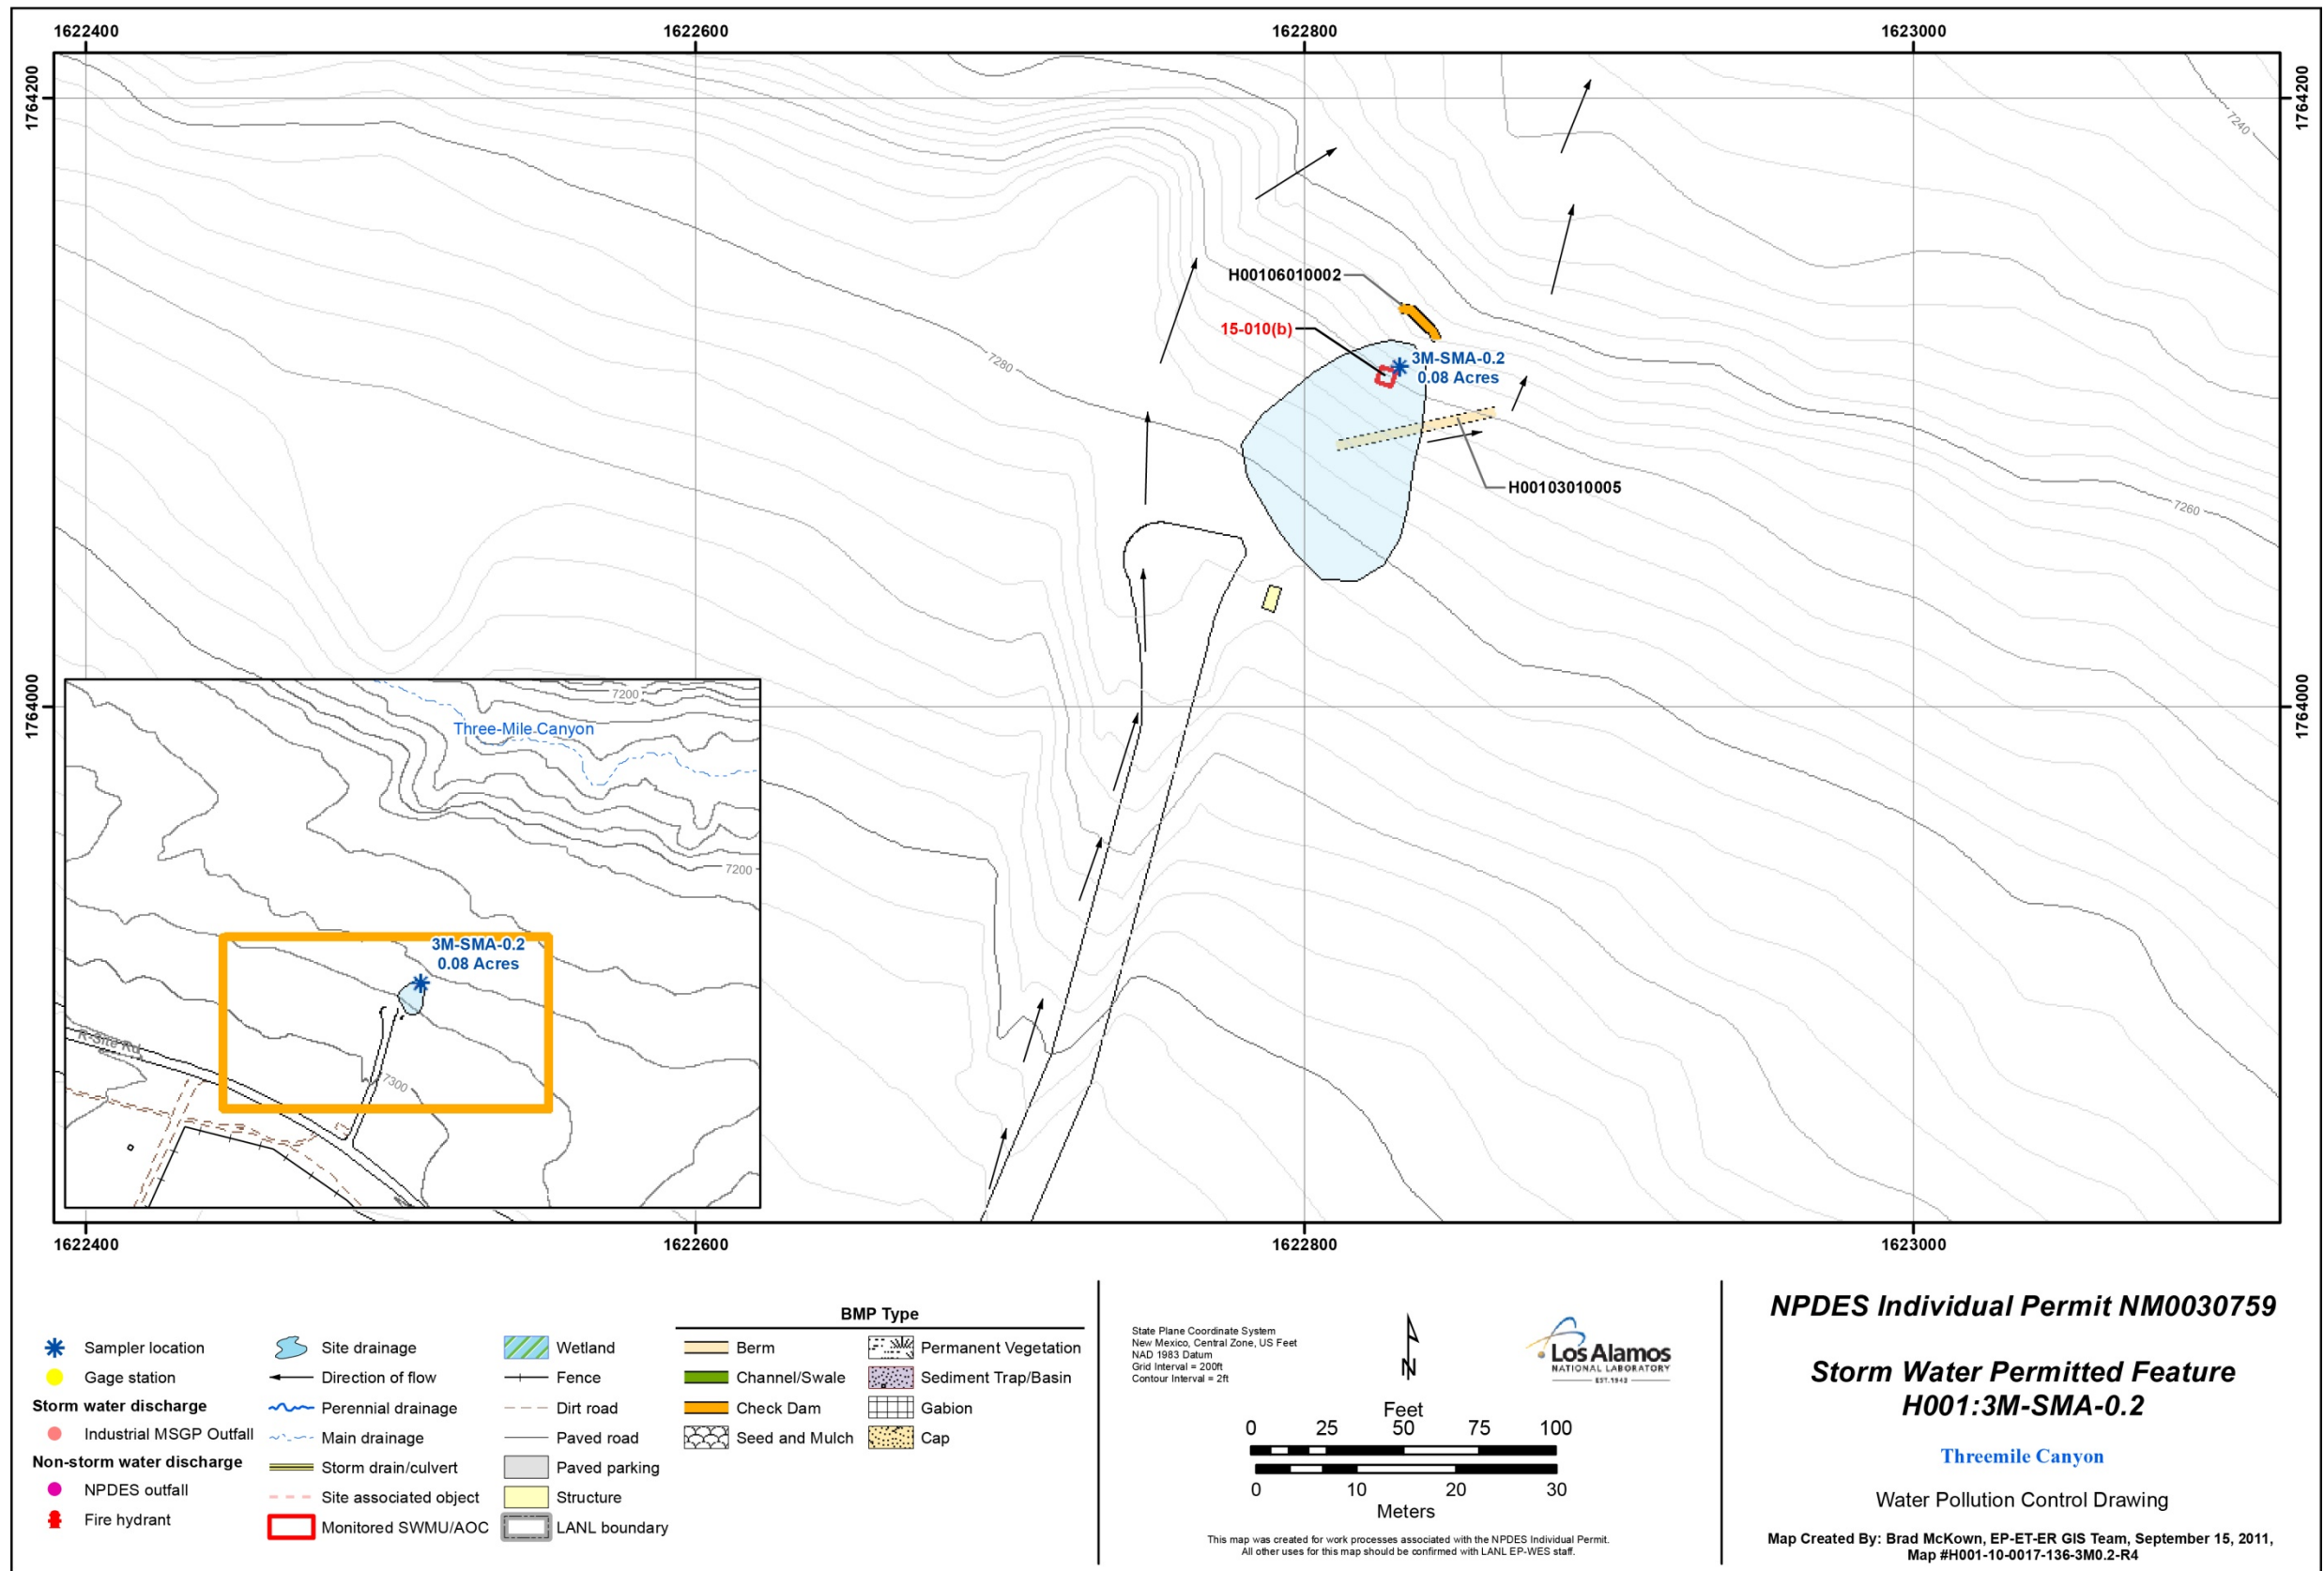 1622400
1622600
1622800
1623000
1764200
1764200
7240
H00106010002
15-010(b)
3M-SMA-0.2
0.08 Acres
7280
H00103010005
7260
1764000
1764000
7200
Three-Mile Canyon
7200
3M-SMA-0.2
0.08 Acres
R-Site Rd
7300
1622400
1622600
1622800
1623000
Sampler location
Gage station
Storm water discharge
Industrial MSGP Outfall
Non-storm water discharge
NPDES outfall
Fire hydrant
Site drainage
Direction of flow
Perennial drainage
Main drainage
Storm drain/culvert
Site associated object
Monitored SWMU/AOC
Wetland
Fence
Dirt road
Paved road
Paved parking
Structure
LANL boundary
BMP Type
Berm
Channel/Swale
Check Dam
Seed and Mulch
Permanent Vegetation
Sediment Trap/Basin
Gabion
Cap
State Plane Coordinate System
New Mexico, Central Zone, US Feet
NAD 1983 Datum
Grid Interval = 200ft
Contour Interval = 2ft
N
Los Alamos
NATIONAL LABORATORY
EST. 1943
Feet
0 25 50 75 100
0 10 20 30
Meters
This map was created for work processes associated with the NPDES Individual Permit.
All other uses for this map should be confirmed with LANL EP-WES staff.
NPDES Individual Permit NM0030759
Storm Water Permitted Feature
H001:3M-SMA-0.2
Threemile Canyon
Water Pollution Control Drawing
Map Created By: Brad McKown, EP-ET-ER GIS Team, September 15, 2011,
Map #H001-10-0017-136-3M0.2-R4